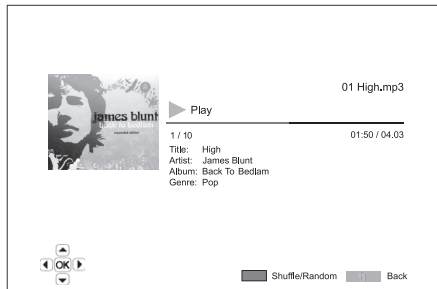 01 High.mp3
james blunt
back to bedlam
expanded edition
Play
1 / 10
01:50 / 04.03
Title: High
Artist: James Blunt
Album: Back To Bedlam
Genre: Pop
OK
Shuffle/Random
Back